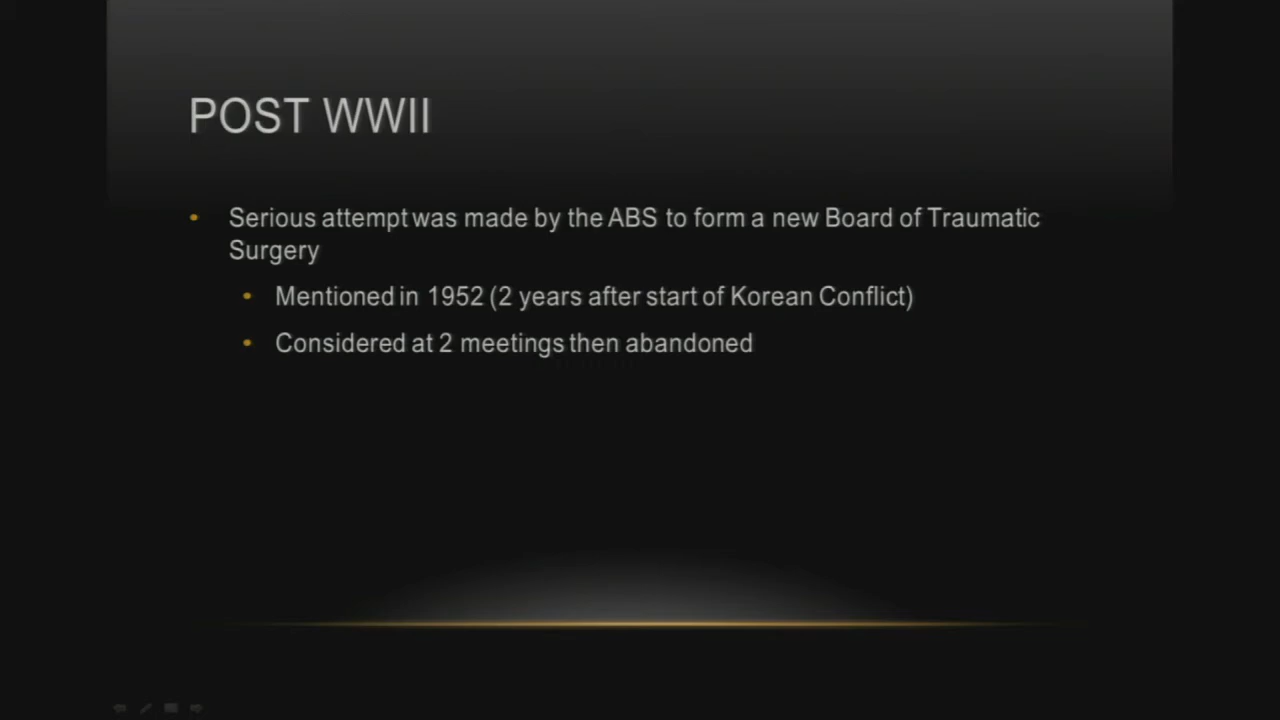 POST WWII
• Serious attempt was made by the ABS to form a new Board of Traumatic
Surgery
• Mentioned in 1952 (2 years after start of Korean Conflict)
• Considered at 2 meetings then abandoned